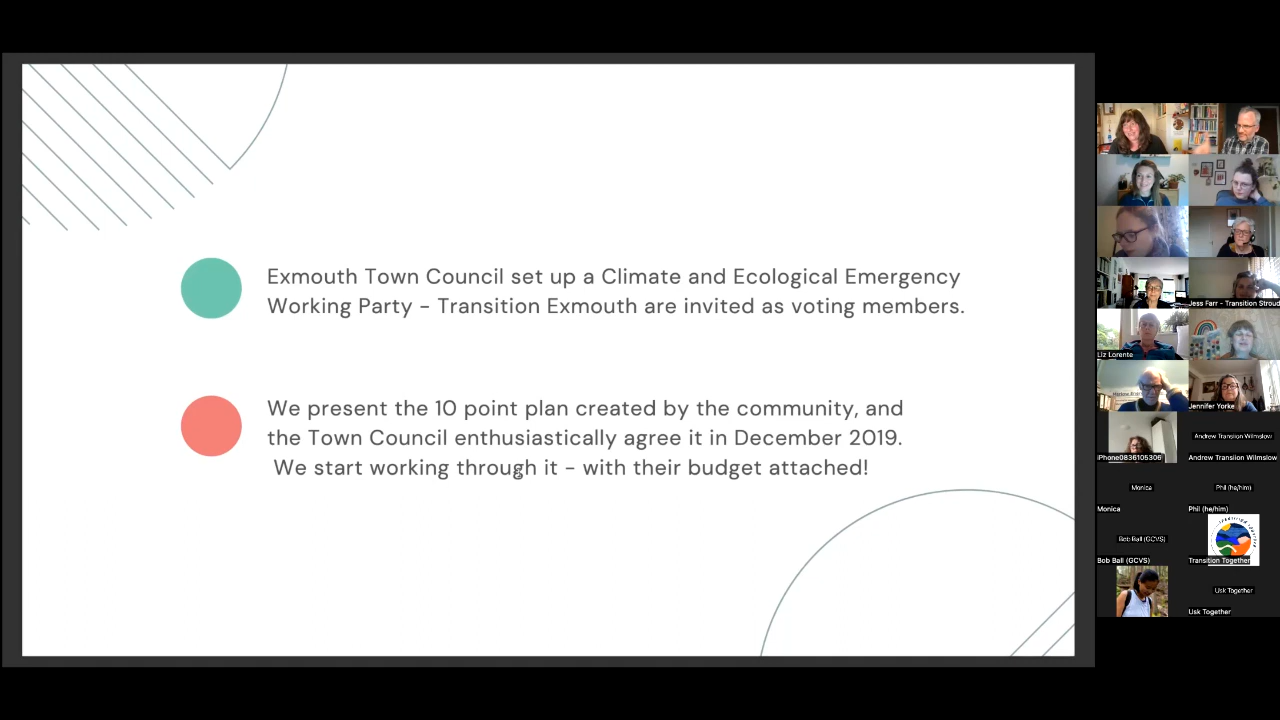 Exmouth Town Council set up a Climate and Ecological Emergency
Working Party – Transition Exmouth are invited as voting members.
We present the 10 point plan created by the community, and
the Town Council enthusiastically agree it in December 2019.
We start working through it – with their budget attached!
Jess Farr - Transition Stroud
Liz Lorente
Jennifer Yorke
iPhone0836105306
Andrew Transiion Wilmslow
Andrew Transiion Wilmslow
Monica
Phil (he/him)
Monica
Phil (he/him)
Bob Ball (GCVS)
Bob Ball (GCVS)
Transition Together
Usk Together
Usk Together